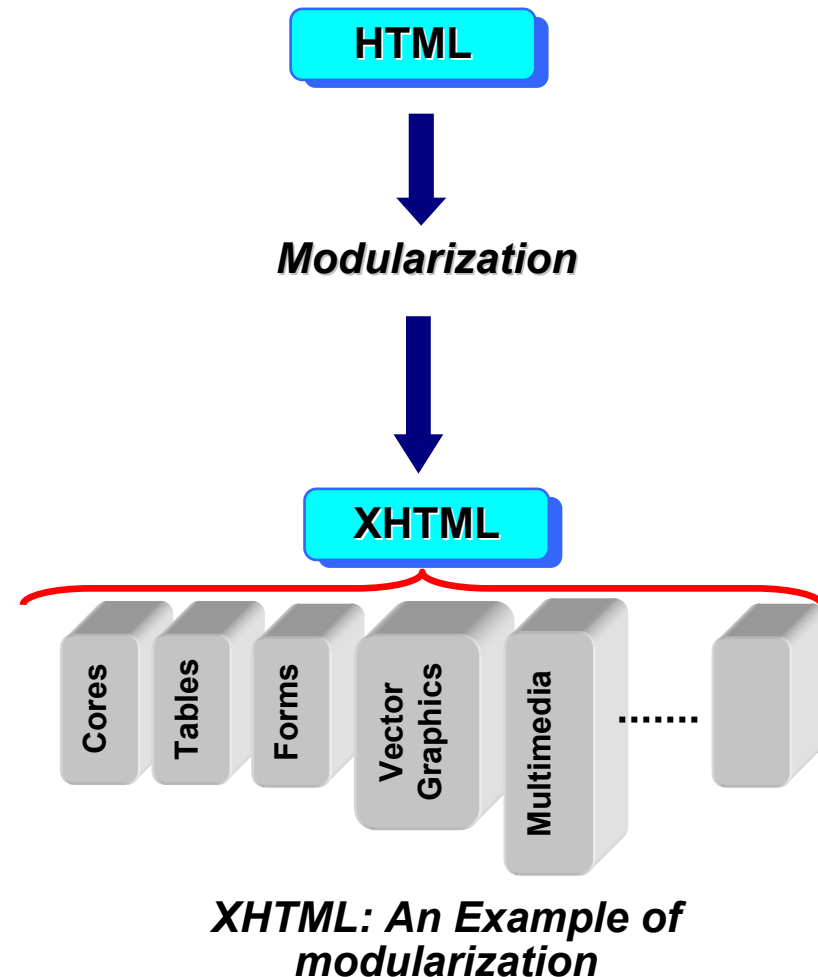 HTML
Modularization
XHTML
Cores
Tables
Forms
Vector
Graphics
Multimedia
.......
XHTML: An Example of
modularization